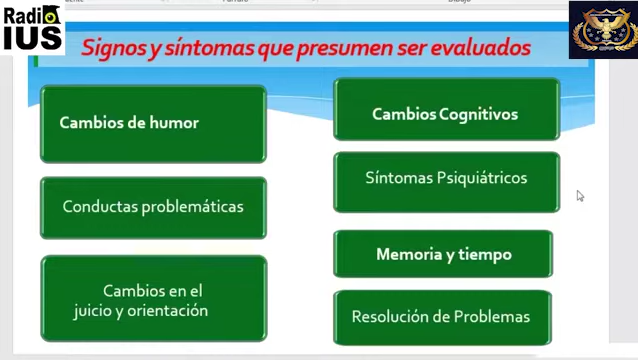 Radio
IUS
Signos y síntomas que presumen ser evaluados
Cambios de humor
Conductas problemáticas
Cambios en el
juicio y orientación
Cambios Cognitivos
Síntomas Psiquiátricos
Memoria y tiempo
Resolución de Problemas